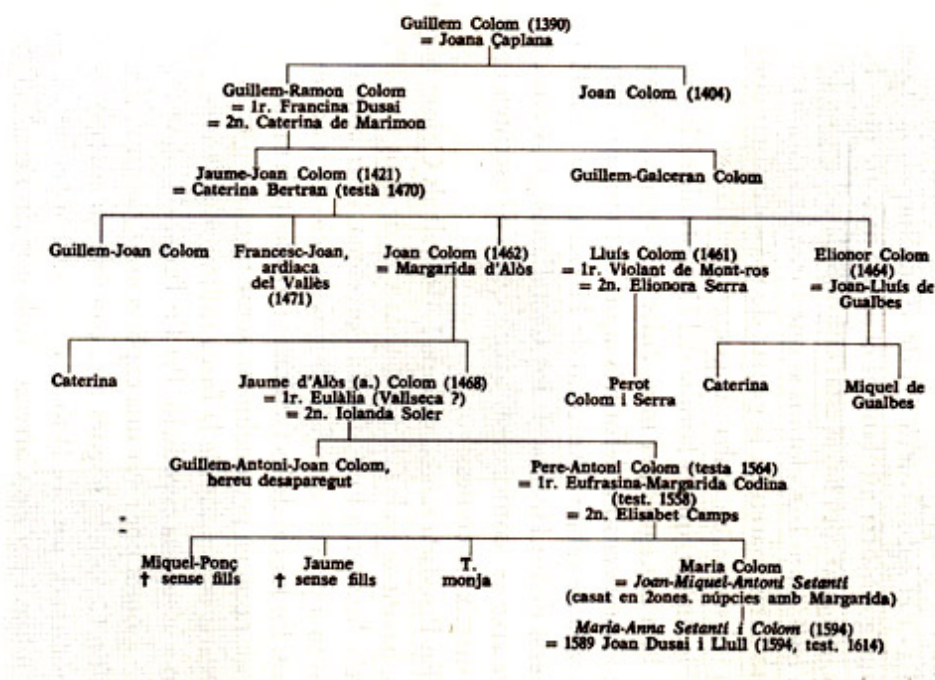 Guillem Colom (1390)
= Joana Çaplana
Guillem-Ramon Colom
= 1r. Francina Dusai
= 2n. Caterina de Marimon
Joan Colom (1404)
Jaume-Joan Colom (1421)
= Caterina Bertran (testà 1470)
Guillem-Galceran Colom
Guillem-Joan Colom
Francesc-Joan,
ardiaca
del Vallès
(1471)
Joan Colom (1462)
= Margarida d'Alòs
Lluís Colom (1461)
= 1r. Violant de Mont-ros
= 2n. Elionora Serra
Elionor Colom
(1464)
= Joan-Lluís de
Gualbes
Caterina
Jaume d'Alòs (a.) Colom (1468)
= 1r. Eulàlia (Vallseca ?)
= 2n. Iolanda Soler
Perot
Colom i Serra
Caterina
Miquel de
Gualbes
Guillem-Antoni-Joan Colom,
hereu desaparegut
Pere-Antoni Colom (testa 1564)
= 1r. Eufrasina-Margarida Codina
(test. 1558)
= 2n. Elisabet Camps
Miquel-Ponç
† sense fills
Jaume
† sense fills
T.
monja
Maria Colom
= Joan-Miquel-Antoni Setantí
(casat en 2ones. núpcies amb Margarida)
Maria-Anna Setantí i Colom (1594)
= 1589 Joan Dusai i Llull (1594, test. 1614)